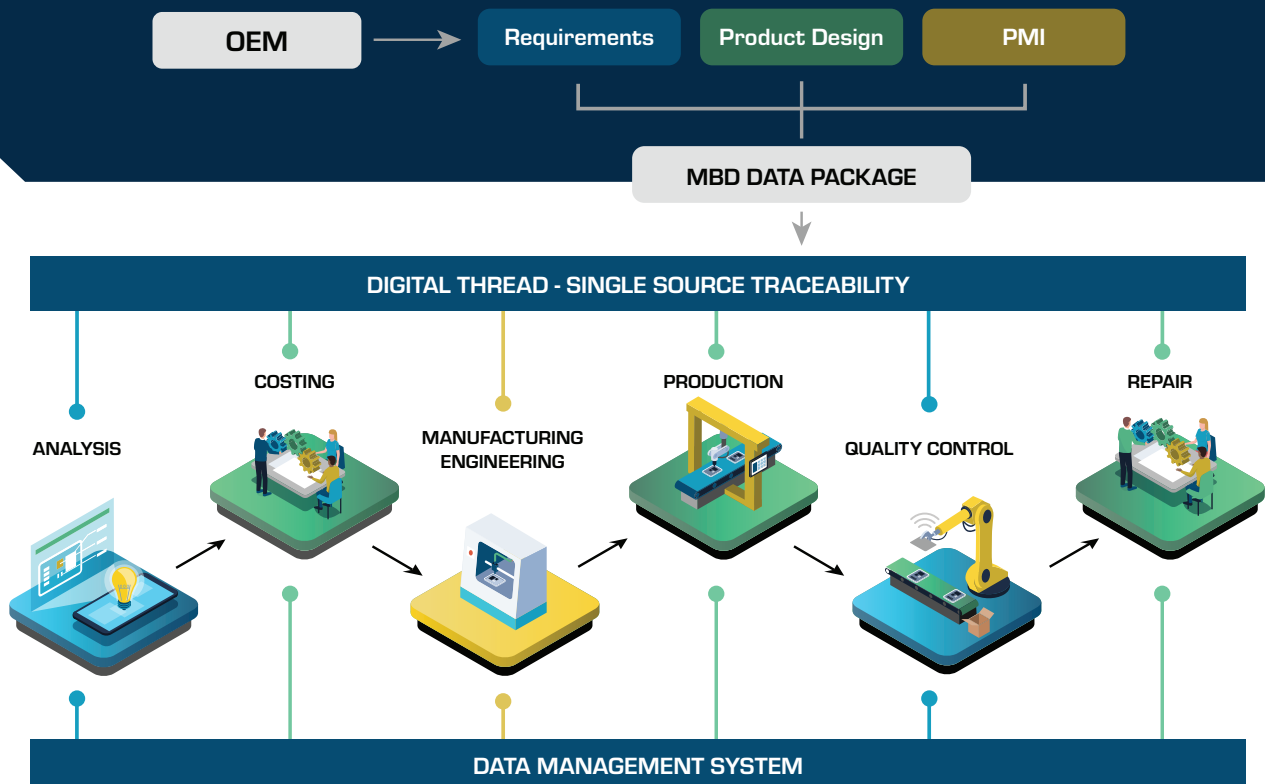 OEM
Requirements
Product Design
PMI
MBD DATA PACKAGE
DIGITAL THREAD - SINGLE SOURCE TRACEABILITY
ANALYSIS
COSTING
MANUFACTURING
ENGINEERING
PRODUCTION
QUALITY CONTROL
REPAIR
DATA MANAGEMENT SYSTEM